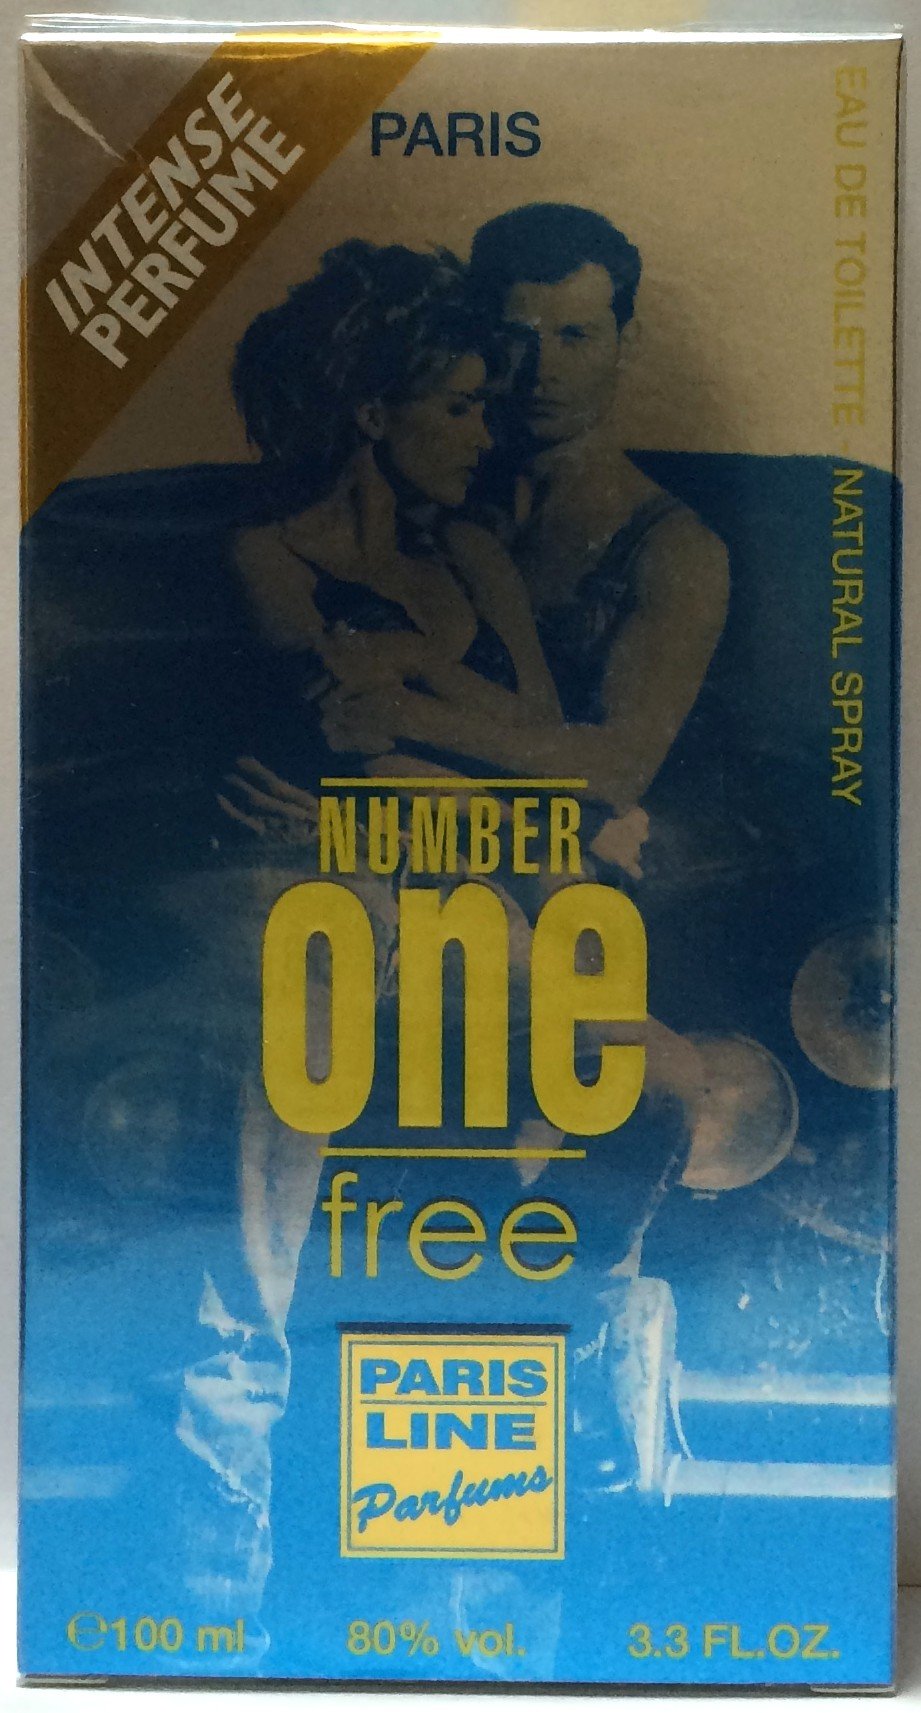 INTENSE
PERFUME
PARIS
EAU DE TOILETTE - NATURAL SPRAY
NUMBER
one
free
PARIS
LINE
Parfums
℮100 ml
80% vol.
3.3 FL.OZ.